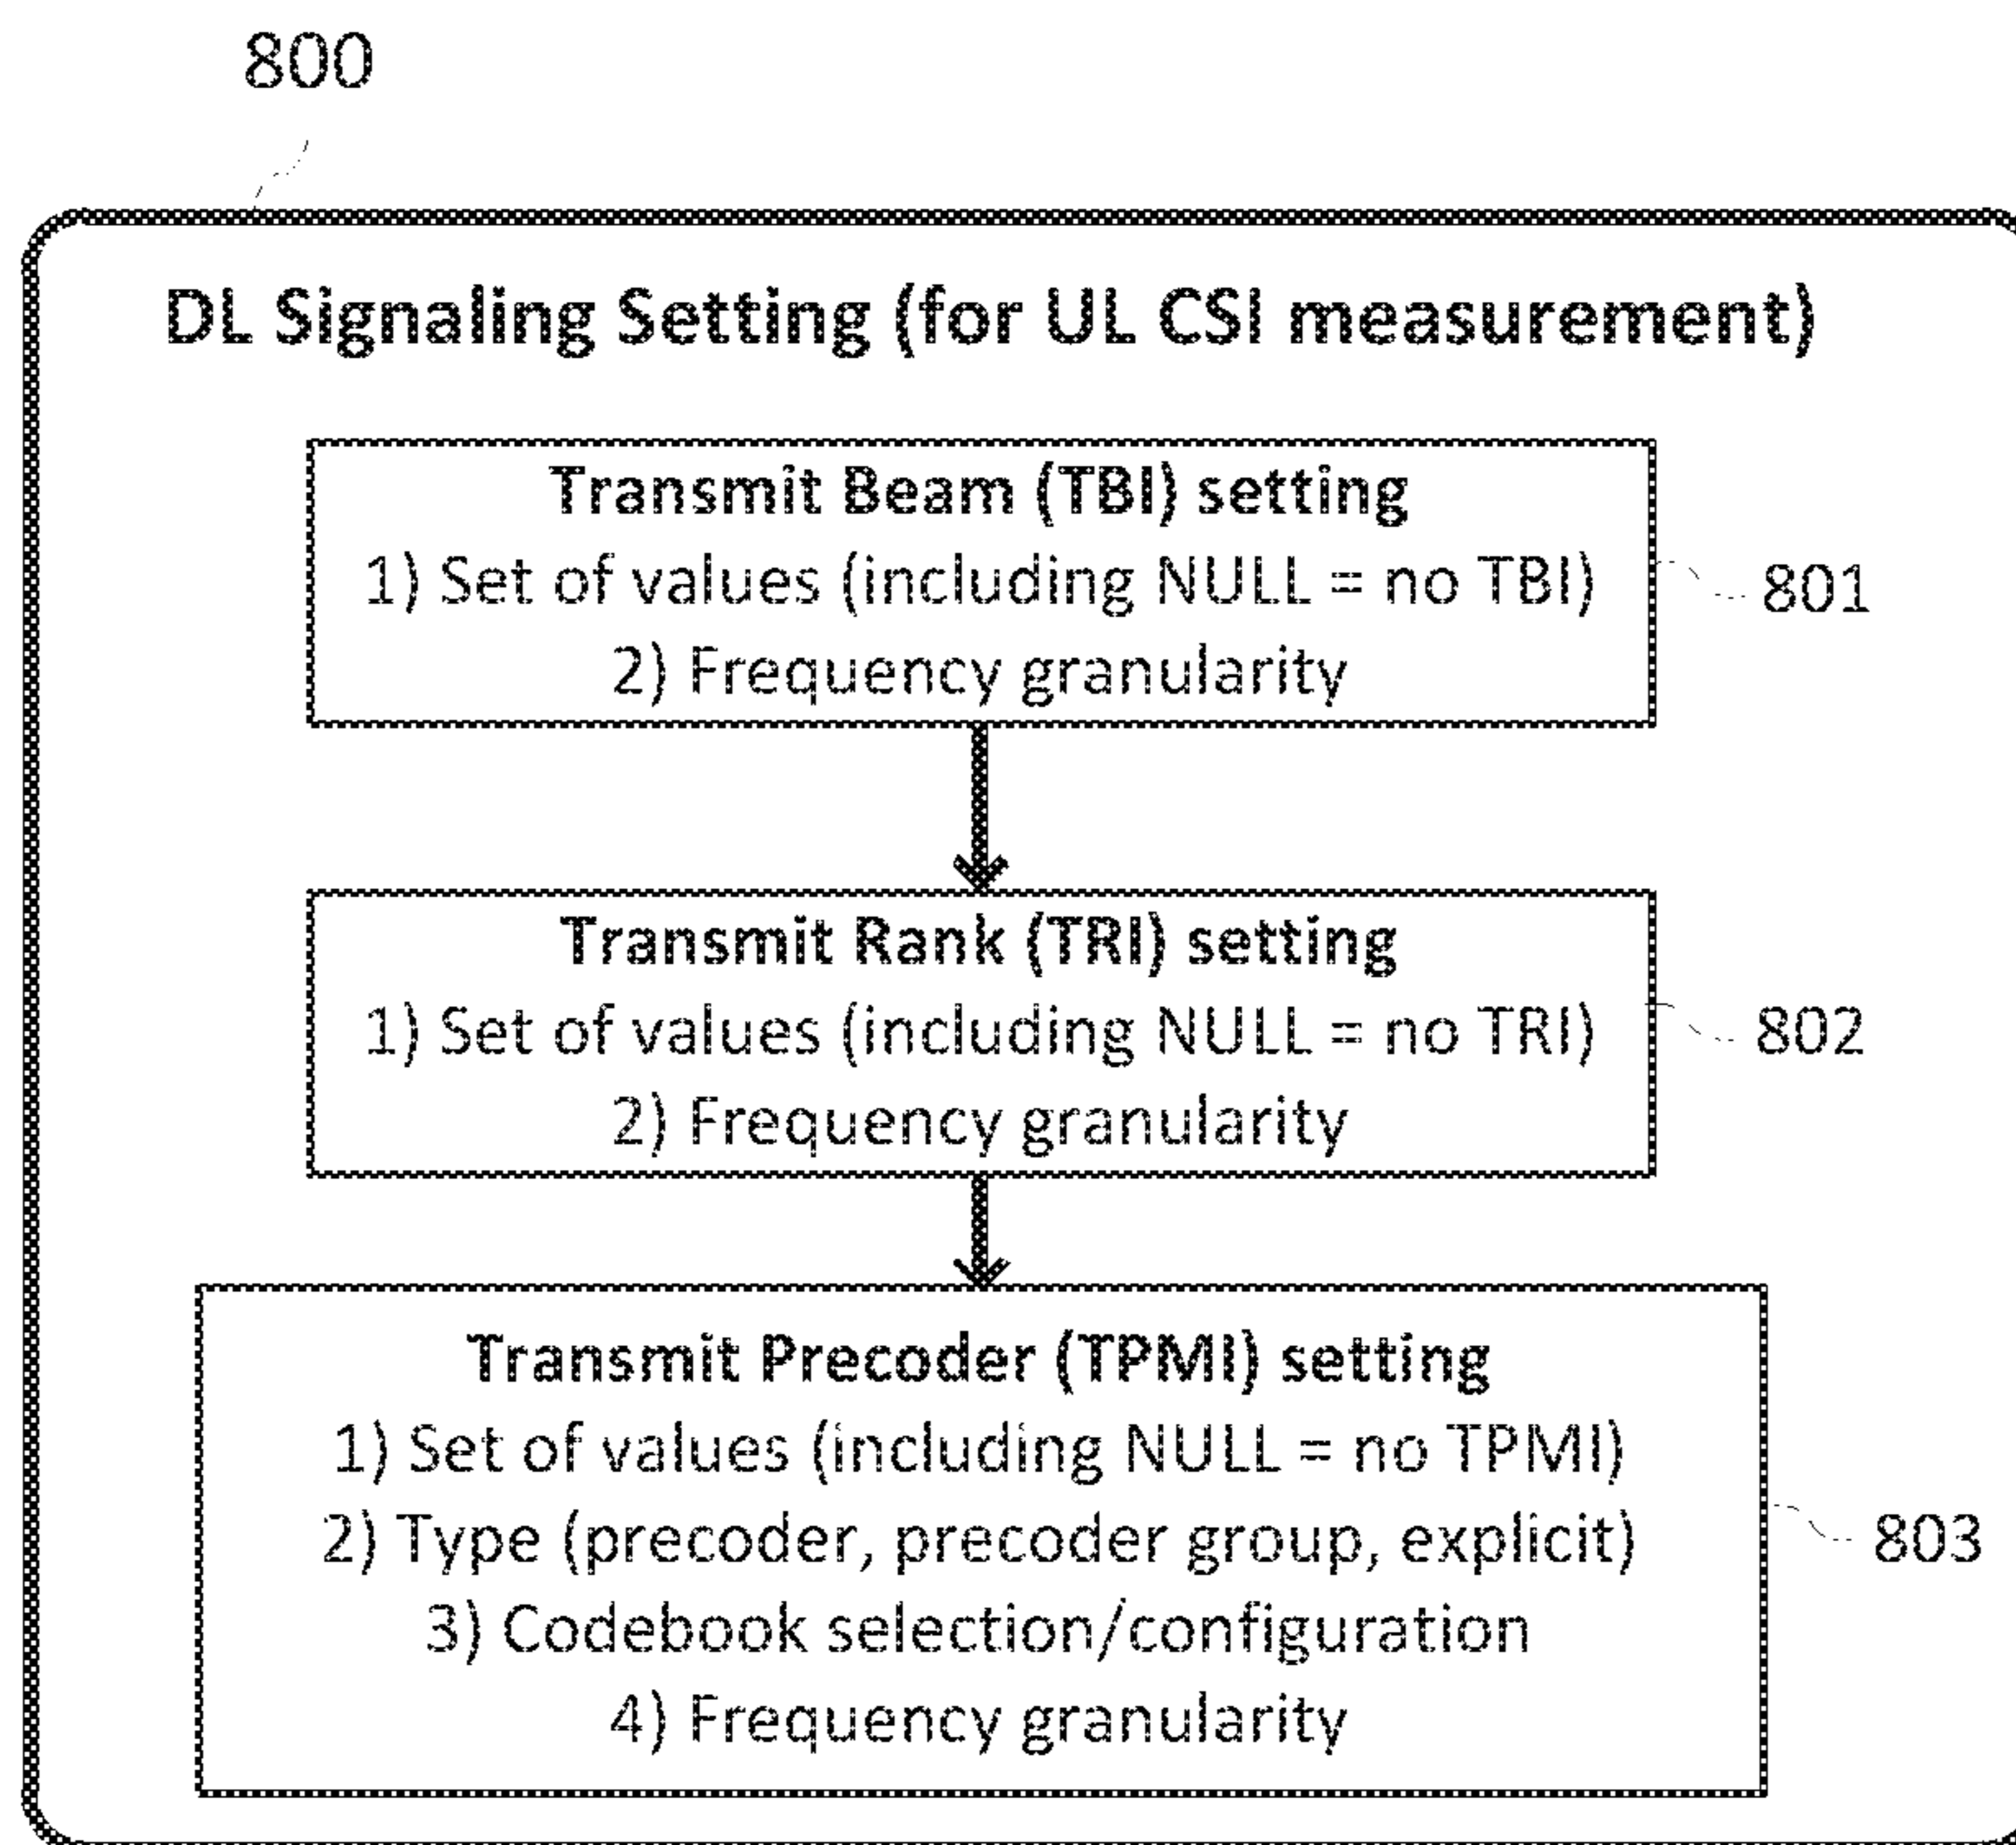 800
DL Signaling Setting (for UL CSI measurement)
Transmit Beam (TBI) setting
1) Set of values (including NULL = no TBI)
2) Frequency granularity
801
Transmit Rank (TRI) setting
1) Set of values (including NULL = no TRI)
2) Frequency granularity
802
Transmit Precoder (TPMI) setting
1) Set of values (including NULL = no TPMI)
2) Type (precoder, precoder group, explicit)
3) Codebook selection/configuration
4) Frequency granularity
803